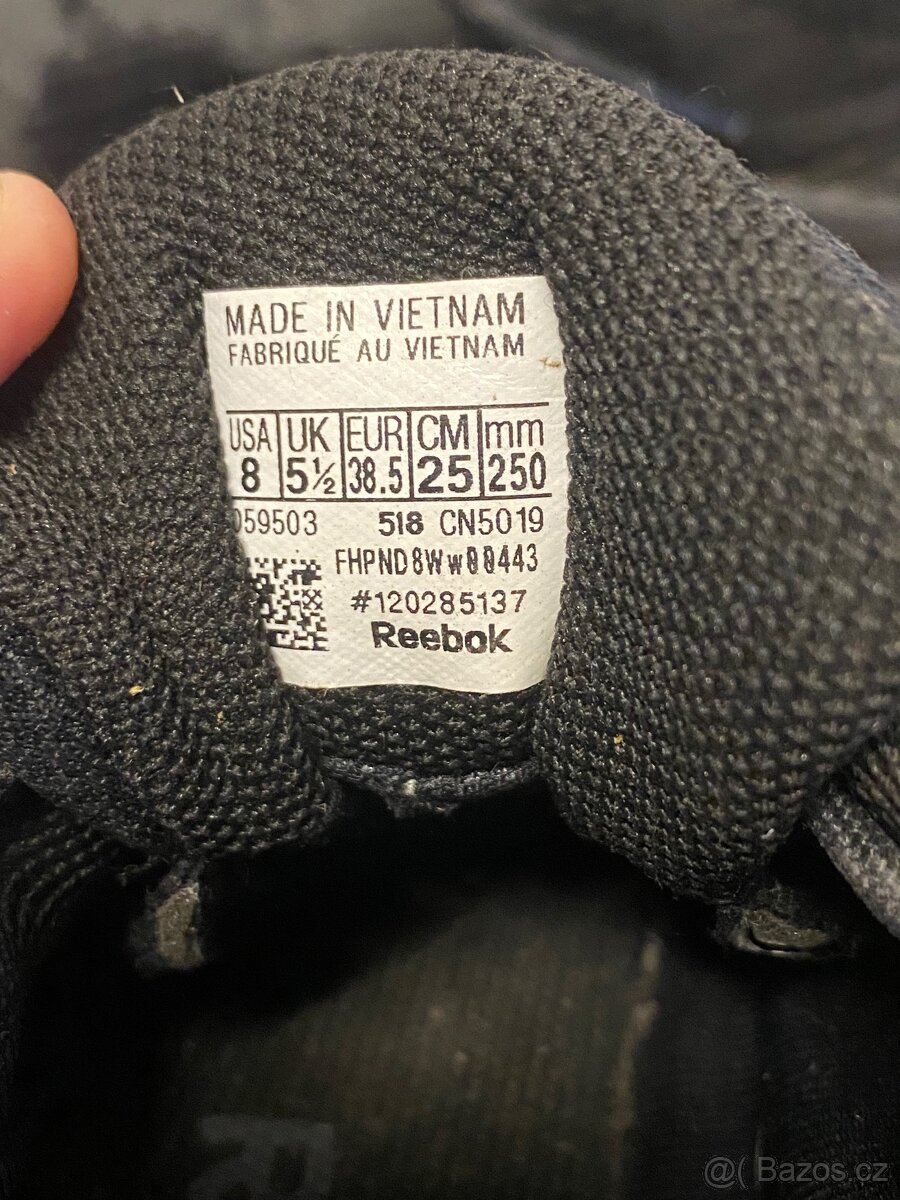 MADE IN VIETNAM
FABRIQUÉ AU VIETNAM
USA UK EUR CM mm
8 5½ 38.5 25 250
059503 518 CN5019
FHPND8Ww00443
#120285137
Reebok
R
@( Bazos.cz